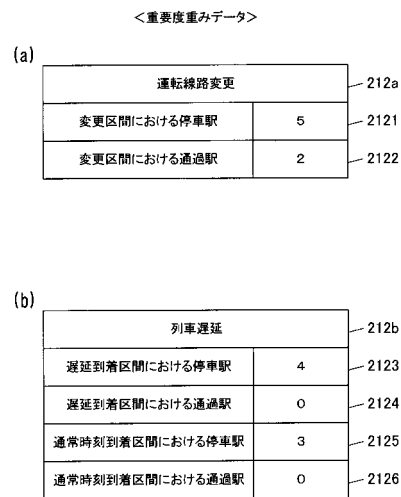 ＜重要度重みデータ＞
(a)
運転線路変更 212a
変更区間における停車駅 5 2121
変更区間における通過駅 2 2122
(b)
列車遅延 212b
遅延到着区間における停車駅 4 2123
遅延到着区間における通過駅 0 2124
通常時刻到着区間における停車駅 3 2125
通常時刻到着区間における通過駅 0 2126